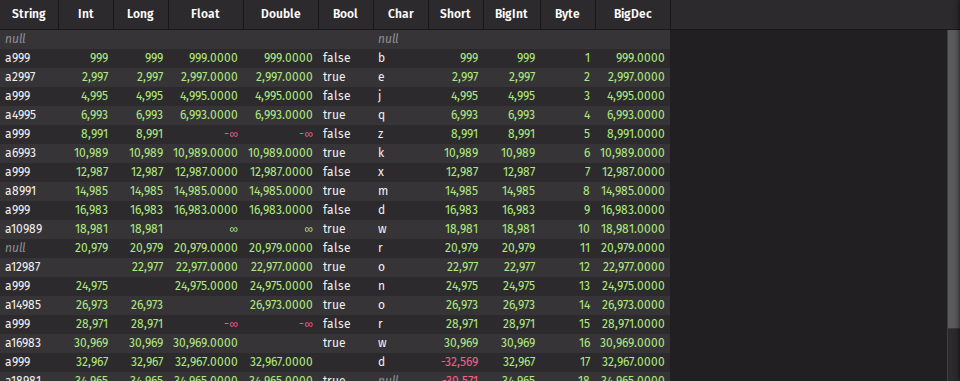 String Int Long Float Double Bool Char Short BigInt Byte BigDec
null null
a999 999 999 999.0000 999.0000 false b 999 999 1 999.0000
a2997 2,997 2,997 2,997.0000 2,997.0000 true e 2,997 2,997 2 2,997.0000
a999 4,995 4,995 4,995.0000 4,995.0000 false j 4,995 4,995 3 4,995.0000
a4995 6,993 6,993 6,993.0000 6,993.0000 true q 6,993 6,993 4 6,993.0000
a999 8,991 8,991 -∞ -∞ false z 8,991 8,991 5 8,991.0000
a6993 10,989 10,989 10,989.0000 10,989.0000 true k 10,989 10,989 6 10,989.0000
a999 12,987 12,987 12,987.0000 12,987.0000 false x 12,987 12,987 7 12,987.0000
a8991 14,985 14,985 14,985.0000 14,985.0000 true m 14,985 14,985 8 14,985.0000
a999 16,983 16,983 16,983.0000 16,983.0000 false d 16,983 16,983 9 16,983.0000
a10989 18,981 18,981 ∞ ∞ true w 18,981 18,981 10 18,981.0000
null 20,979 20,979 20,979.0000 20,979.0000 false r 20,979 20,979 11 20,979.0000
a12987 22,977 22,977.0000 22,977.0000 true o 22,977 22,977 12 22,977.0000
a999 24,975 24,975.0000 24,975.0000 false n 24,975 24,975 13 24,975.0000
a14985 26,973 26,973 26,973.0000 true o 26,973 26,973 14 26,973.0000
a999 28,971 28,971 -∞ -∞ false r 28,971 28,971 15 28,971.0000
a16983 30,969 30,969 30,969.0000 true w 30,969 30,969 16 30,969.0000
a999 32,967 32,967 32,967.0000 32,967.0000 d -32,569 32,967 17 32,967.0000
a18981 34,965 34,965 34,965.0000 34,965.0000 true null -30,571 34,965 18 34,965.0000